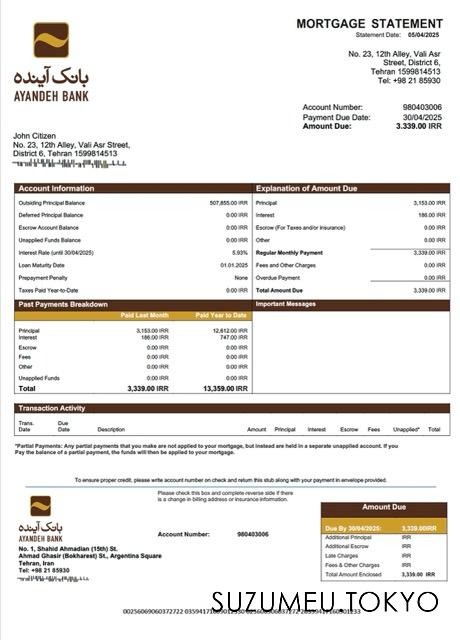 MORTGAGE STATEMENT
Statement Date: 05/04/2025
بانک آینده
AYANDEH BANK
No. 23, 12th Alley, Vali Asr
Street, District 6,
Tehran 1599814513
Tel: +98 21 85930
Account Number: 980403006
Payment Due Date: 30/04/2025
Amount Due: 3.339.00 IRR
John Citizen
No. 23, 12th Alley, Vali Asr Street,
District 6, Tehran 1599814513
Account Information
Outsiding Principal Balance 507,855.00 IRR
Deferred Principal Balance 0.00 IRR
Escrow Account Balance 0.00 IRR
Unapplied Funds Balance 0.00 IRR
Interest Rate (until 30/04/2025) 5.93%
Loan Maturity Date 01.01.2025
Prepayment Penalty None
Taxes Paid Year-to-Date 0.00 IRR
Explanation of Amount Due
Principal 3,153.00 IRR
Interest 186.00 IRR
Escrow (For Taxes and/or Insurance) 0.00 IRR
Other 0.00 IRR
Regular Monthly Payment 3,339.00 IRR
Fees and Other Charges 0.00 IRR
Overdue Payment 0.00 IRR
Total Amount Due 3,339.00 IRR
Past Payments Breakdown
Paid Last Month Paid Year to Date
Principal 3,153.00 IRR 12,612.00 IRR
Interest 186.00 IRR 747.00 IRR
Escrow 0.00 IRR 0.00 IRR
Fees 0.00 IRR 0.00 IRR
Other 0.00 IRR 0.00 IRR
Unapplied Funds 0.00 IRR 0.00 IRR
Total 3,339.00 IRR 13,359.00 IRR
Important Messages
Transaction Activity
Trans. Date Due Date Description Amount Principal Interest Escrow Fees Unapplied* Total
*Partial Payments: Any partial payments that you make are not applied to your mortgage, but instead are held in a separate unapplied account. If you
Pay the balance of a partial payment, the funds will then be applied to your mortgage.
To ensure proper credit, please write account number on check and return this stub along with your payment in envelope provided.
Please check this box and complete reverse side if there
is a change in billing address or insurance information.
بانک آینده
AYANDEH BANK
No. 1, Shahid Ahmadian (15th) St.
Ahmad Ghasir (Bokharest) St., Argentina Square
Tehran, Iran
Tel: +98 21 85930
Account Number: 980403006
Amount Due
Due By 30/04/2025: 3,339.00IRR
Additional Principal IRR
Additional Escrow IRR
Late Charges IRR
Fees and Other Charges IRR
Total Amount Enclosed 3,339.00 IRR
SUZUMEU TOKYO